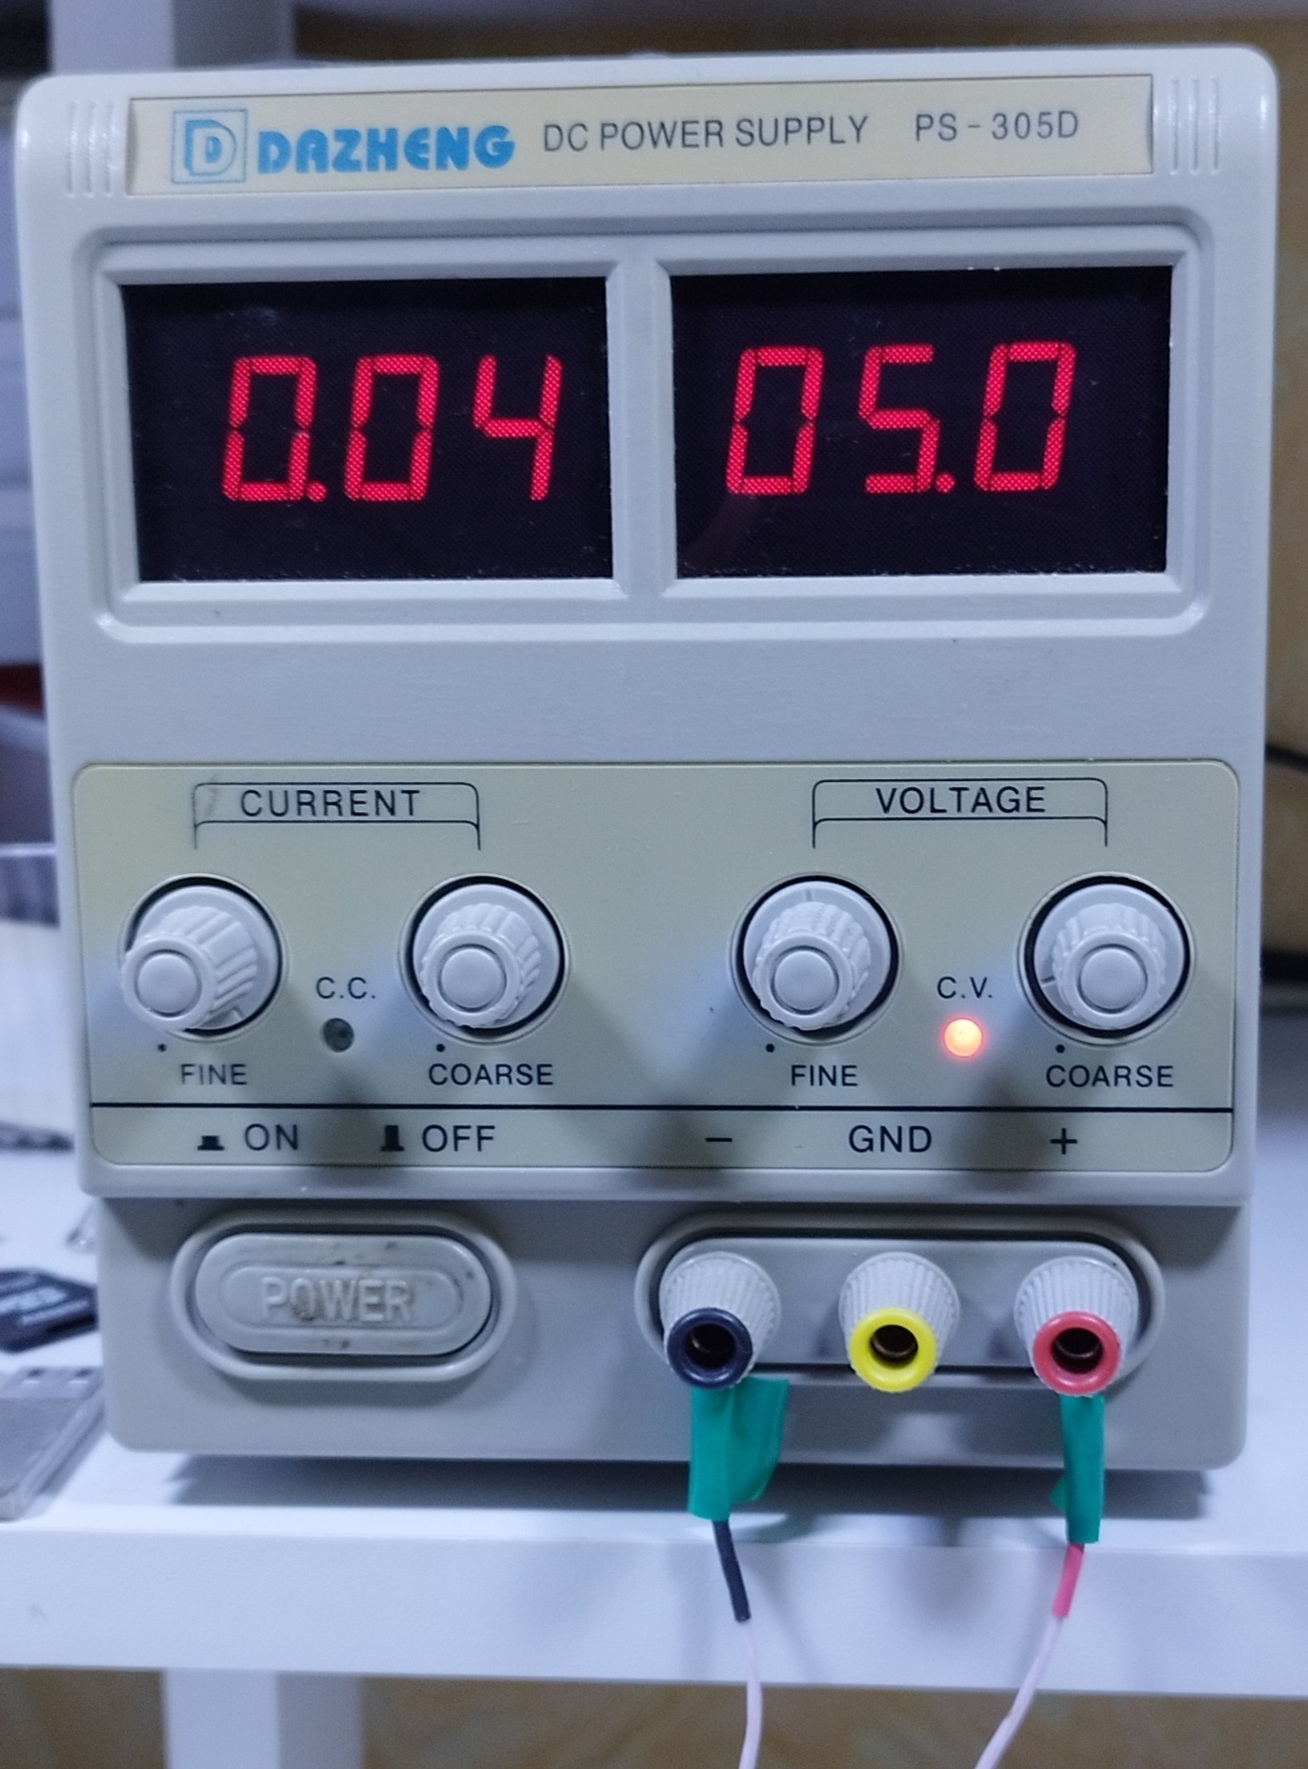 D DAZHENG DC POWER SUPPLY PS-305D
0.04 05.0
CURRENT VOLTAGE
C.C. C.V.
FINE COARSE FINE COARSE
ON OFF - GND +
POWER